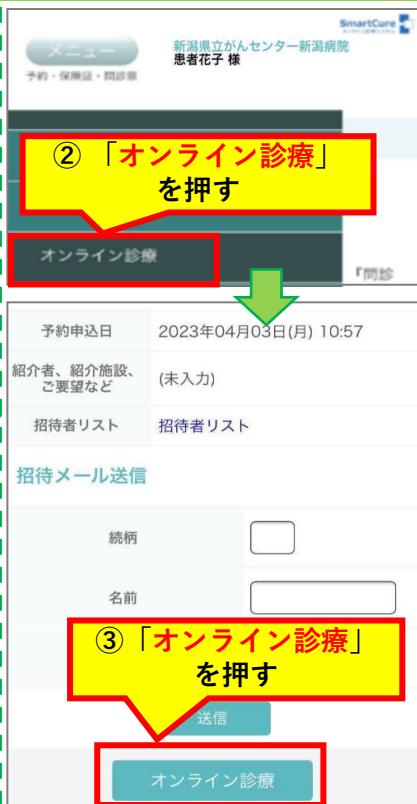 SmartCure
メニュー
予約・保険証・問診票
新潟県立がんセンター新潟病院
患者花子 様
② 「オンライン診療」
を押す
オンライン診療
『問診
予約申込日 2023年04月03日(月) 10:57
紹介者、紹介施設、
ご要望など
(未入力)
招待者リスト 招待者リスト
招待メール送信
続柄
名前
③「オンライン診療」
を押す
送信
オンライン診療